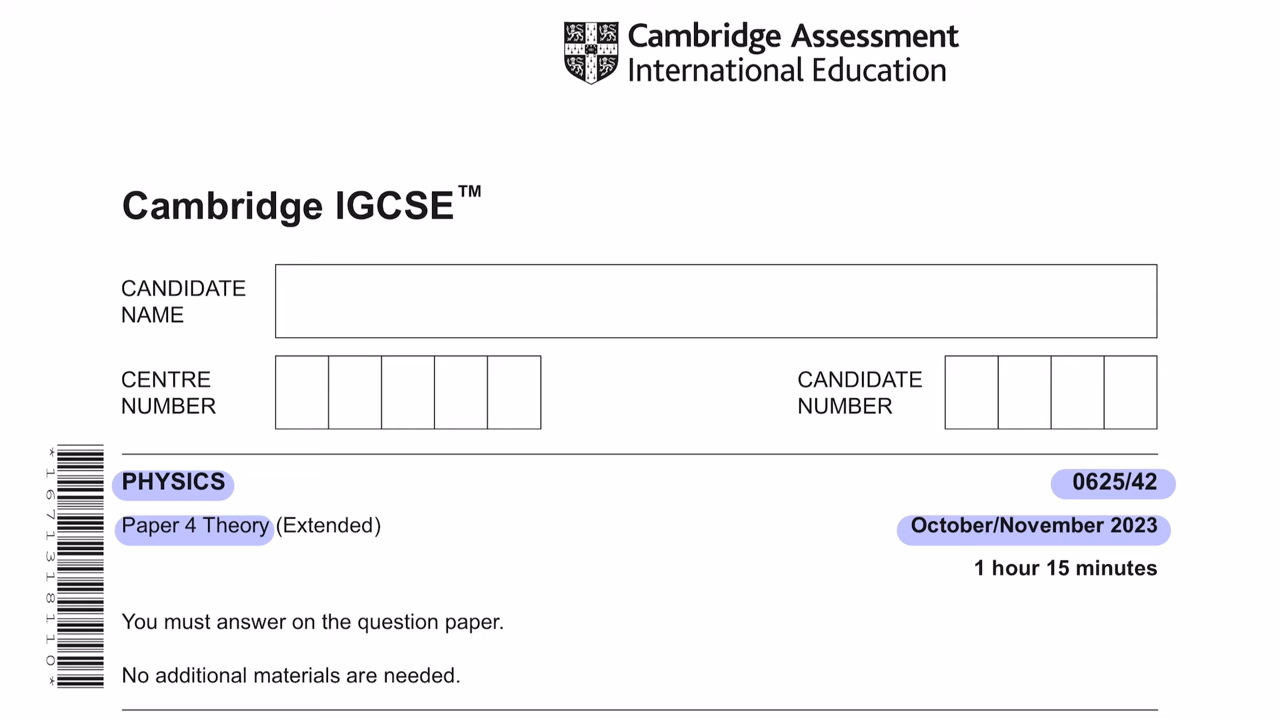 Cambridge Assessment
International Education
Cambridge IGCSE™
CANDIDATE
NAME
CENTRE
NUMBER
CANDIDATE
NUMBER
*1671318110*
PHYSICS 0625/42
Paper 4 Theory (Extended) October/November 2023
1 hour 15 minutes
You must answer on the question paper.
No additional materials are needed.